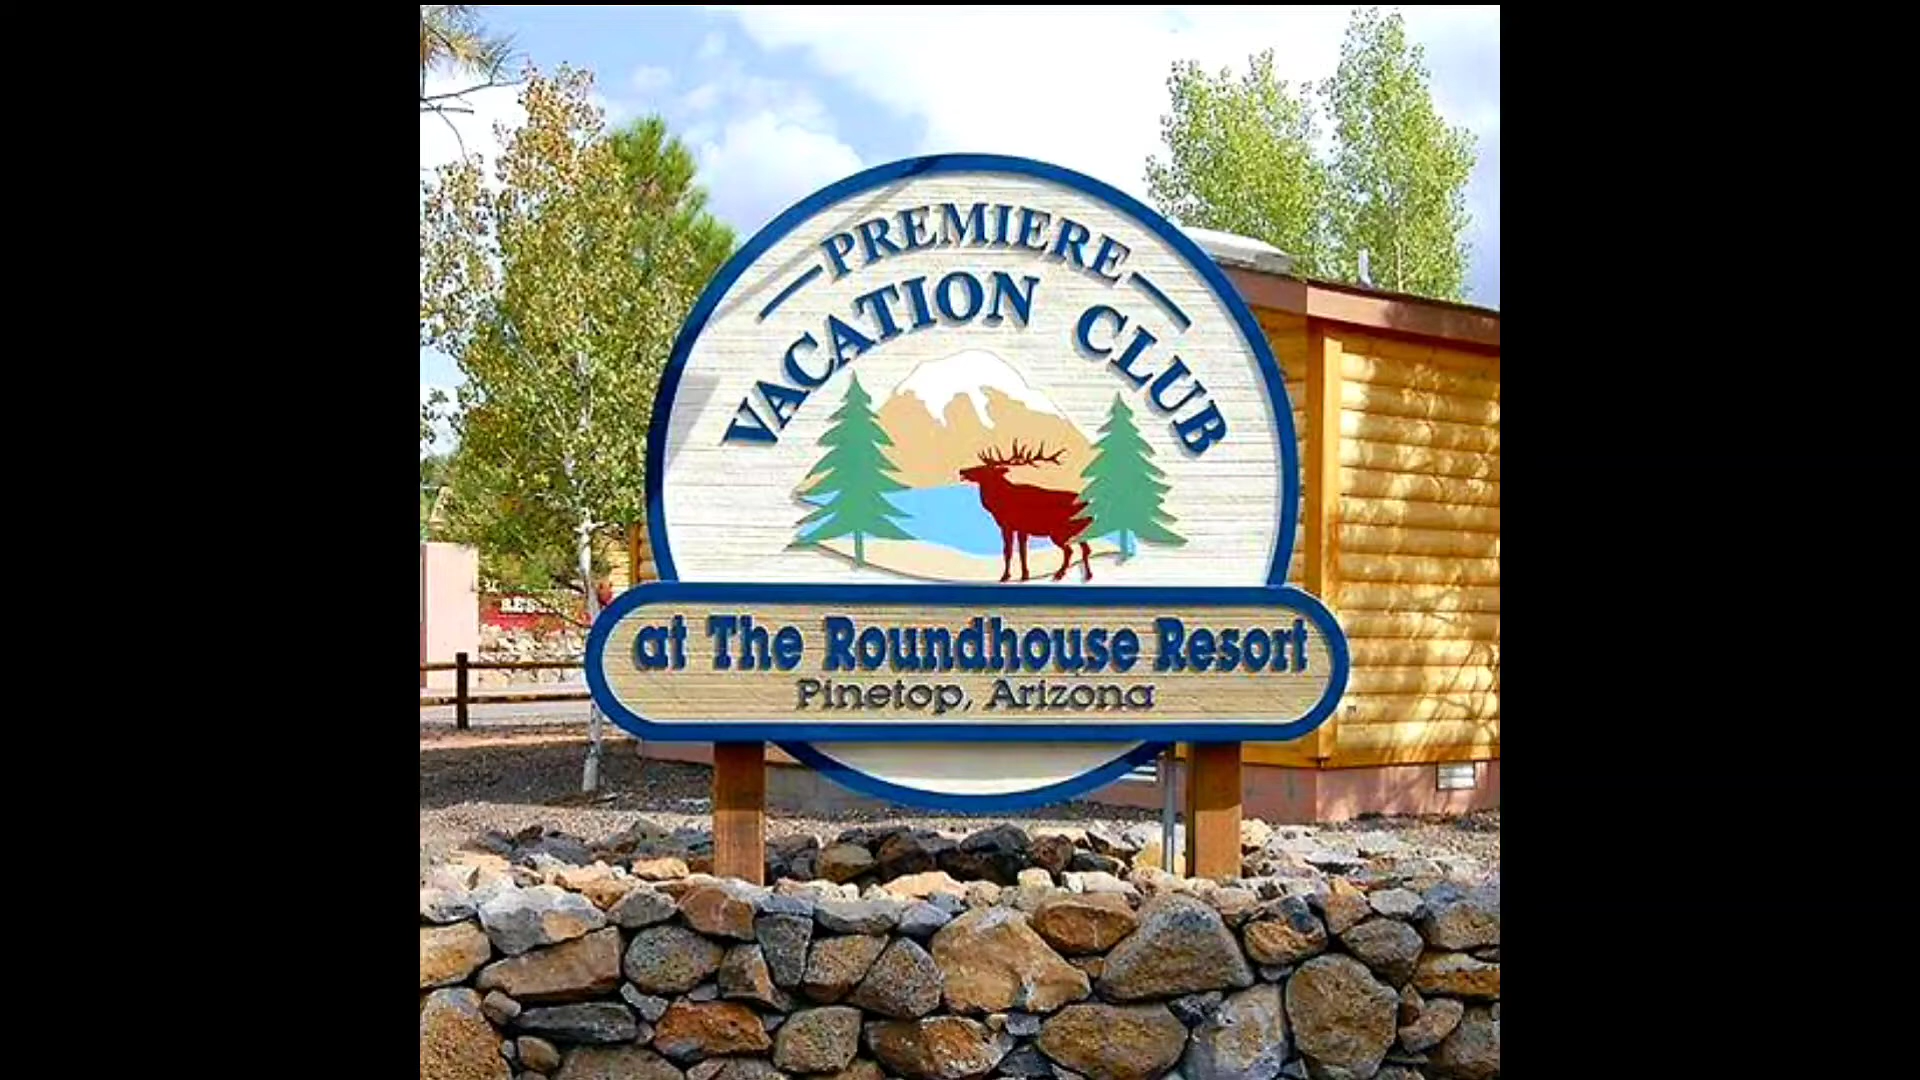 PREMIERE
VACATION CLUB
at The Roundhouse Resort
Pinetop, Arizona